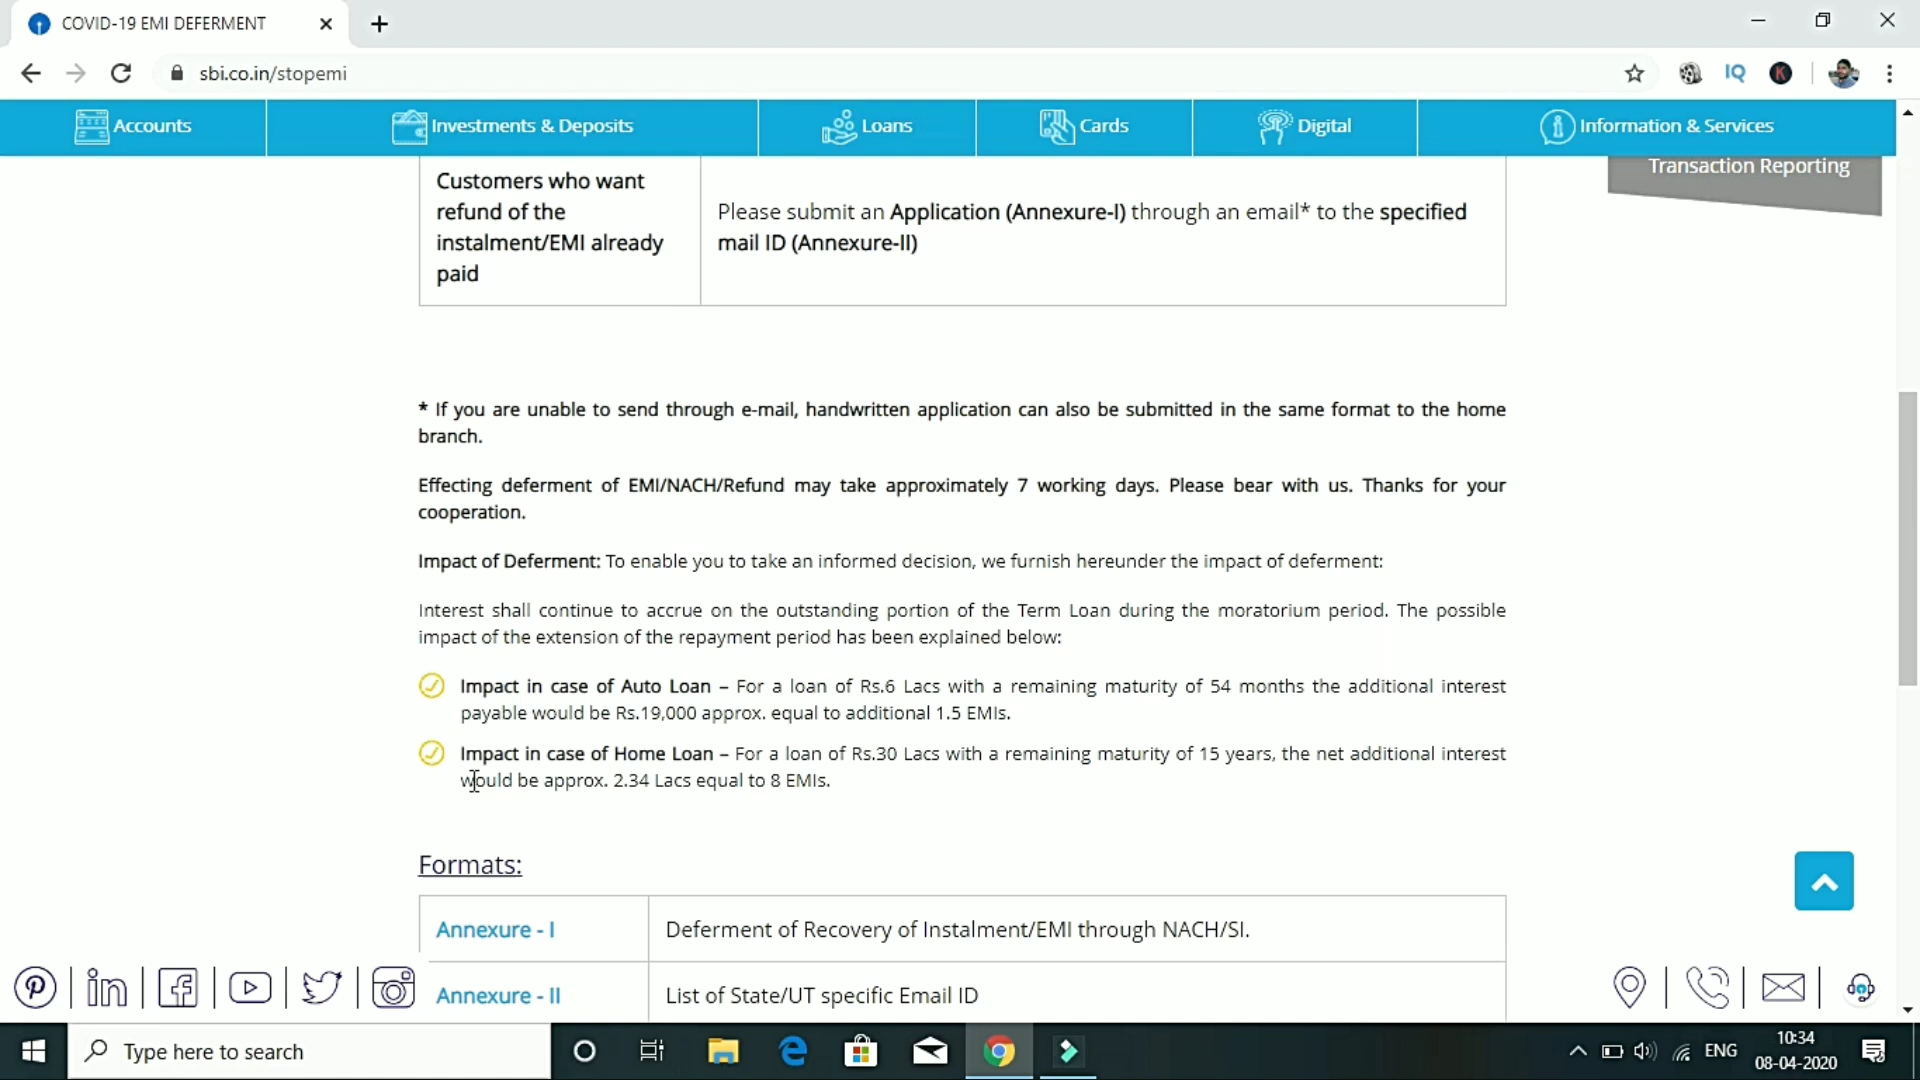 COVID-19 EMI DEFERMENT
sbi.co.in/stopemi
IQ
K
Accounts
Investments & Deposits
Loans
Cards
Digital
Information & Services
Transaction Reporting
Customers who want
refund of the
instalment/EMI already
paid
Please submit an Application (Annexure-I) through an email* to the specified
mail ID (Annexure-II)
* If you are unable to send through e-mail, handwritten application can also be submitted in the same format to the home
branch.
Effecting deferment of EMI/NACH/Refund may take approximately 7 working days. Please bear with us. Thanks for your
cooperation.
Impact of Deferment: To enable you to take an informed decision, we furnish hereunder the impact of deferment:
Interest shall continue to accrue on the outstanding portion of the Term Loan during the moratorium period. The possible
impact of the extension of the repayment period has been explained below:
Impact in case of Auto Loan – For a loan of Rs.6 Lacs with a remaining maturity of 54 months the additional interest
payable would be Rs.19,000 approx. equal to additional 1.5 EMIs.
Impact in case of Home Loan – For a loan of Rs.30 Lacs with a remaining maturity of 15 years, the net additional interest
would be approx. 2.34 Lacs equal to 8 EMIs.
Formats:
Annexure - I
Deferment of Recovery of Instalment/EMI through NACH/SI.
Annexure - II
List of State/UT specific Email ID
Type here to search
ENG
10:34
08-04-2020